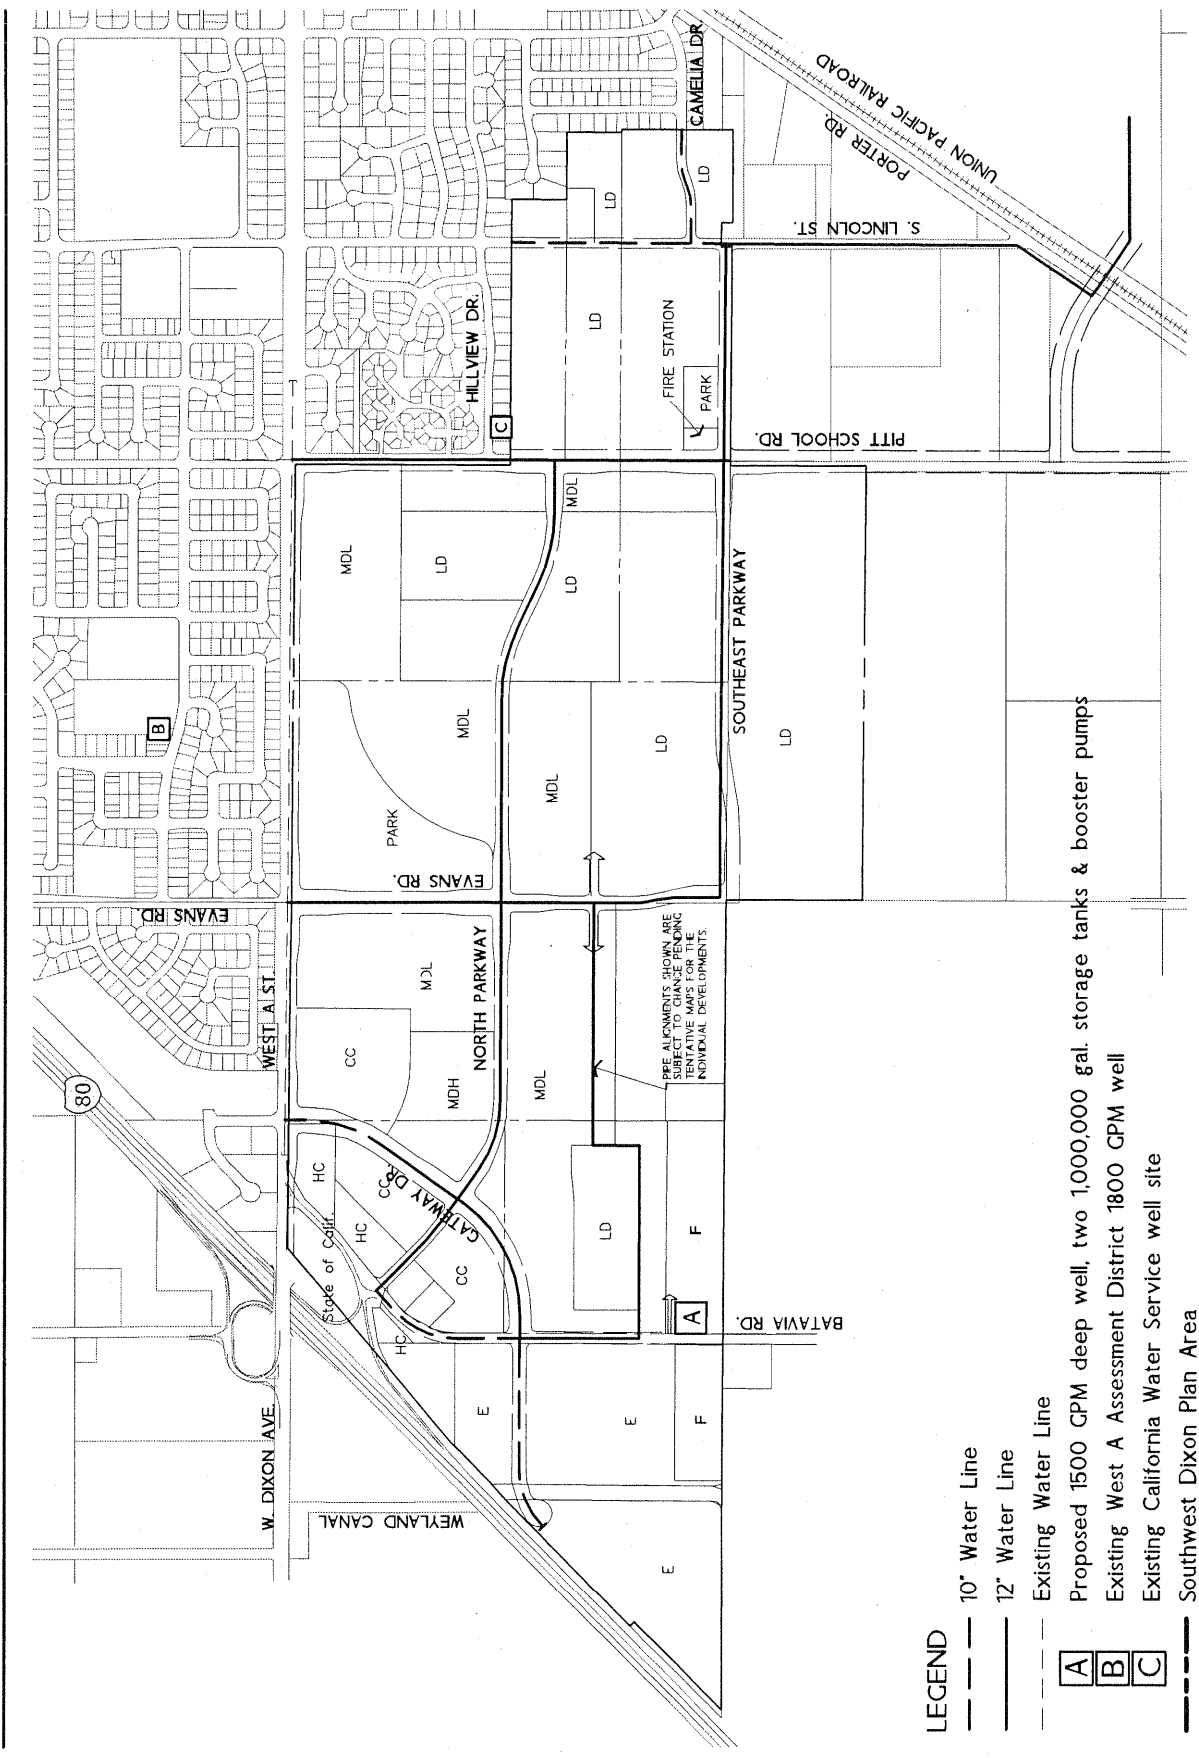 80
W. DIXON AVE.
WEST A ST.
EVANS RD.
EVANS RD.
B
HILLVIEW DR.
C
CAMELIA DR.
UNION PACIFIC RAILROAD
PORTER RD.
S. LINCOLN ST.
PITT SCHOOL RD.
FIRE STATION
PARK
LD
LD
LD
MDL
LD
MDL
LD
PARK
MDL
MDL
LD
LD
SOUTHEAST PARKWAY
NORTH PARKWAY
MDL
CC
MDH
MDL
PIPE ALIGNMENTS SHOWN ARE
SUBJECT TO CHANGE PENDING
TENTATIVE MAPS FOR THE
INDIVIDUAL DEVELOPMENTS.
State of Calif.
HC
HC
CC
GATEWAY DR.
CC
HC
LD
F
A
BATAVIA RD.
WEYLAND CANAL
E
E
F
E
LEGEND
10" Water Line
12" Water Line
Existing Water Line
A Proposed 1500 GPM deep well, two 1,000,000 gal. storage tanks & booster pumps
B Existing West A Assessment District 1800 GPM well
C Existing California Water Service well site
Southwest Dixon Plan Area